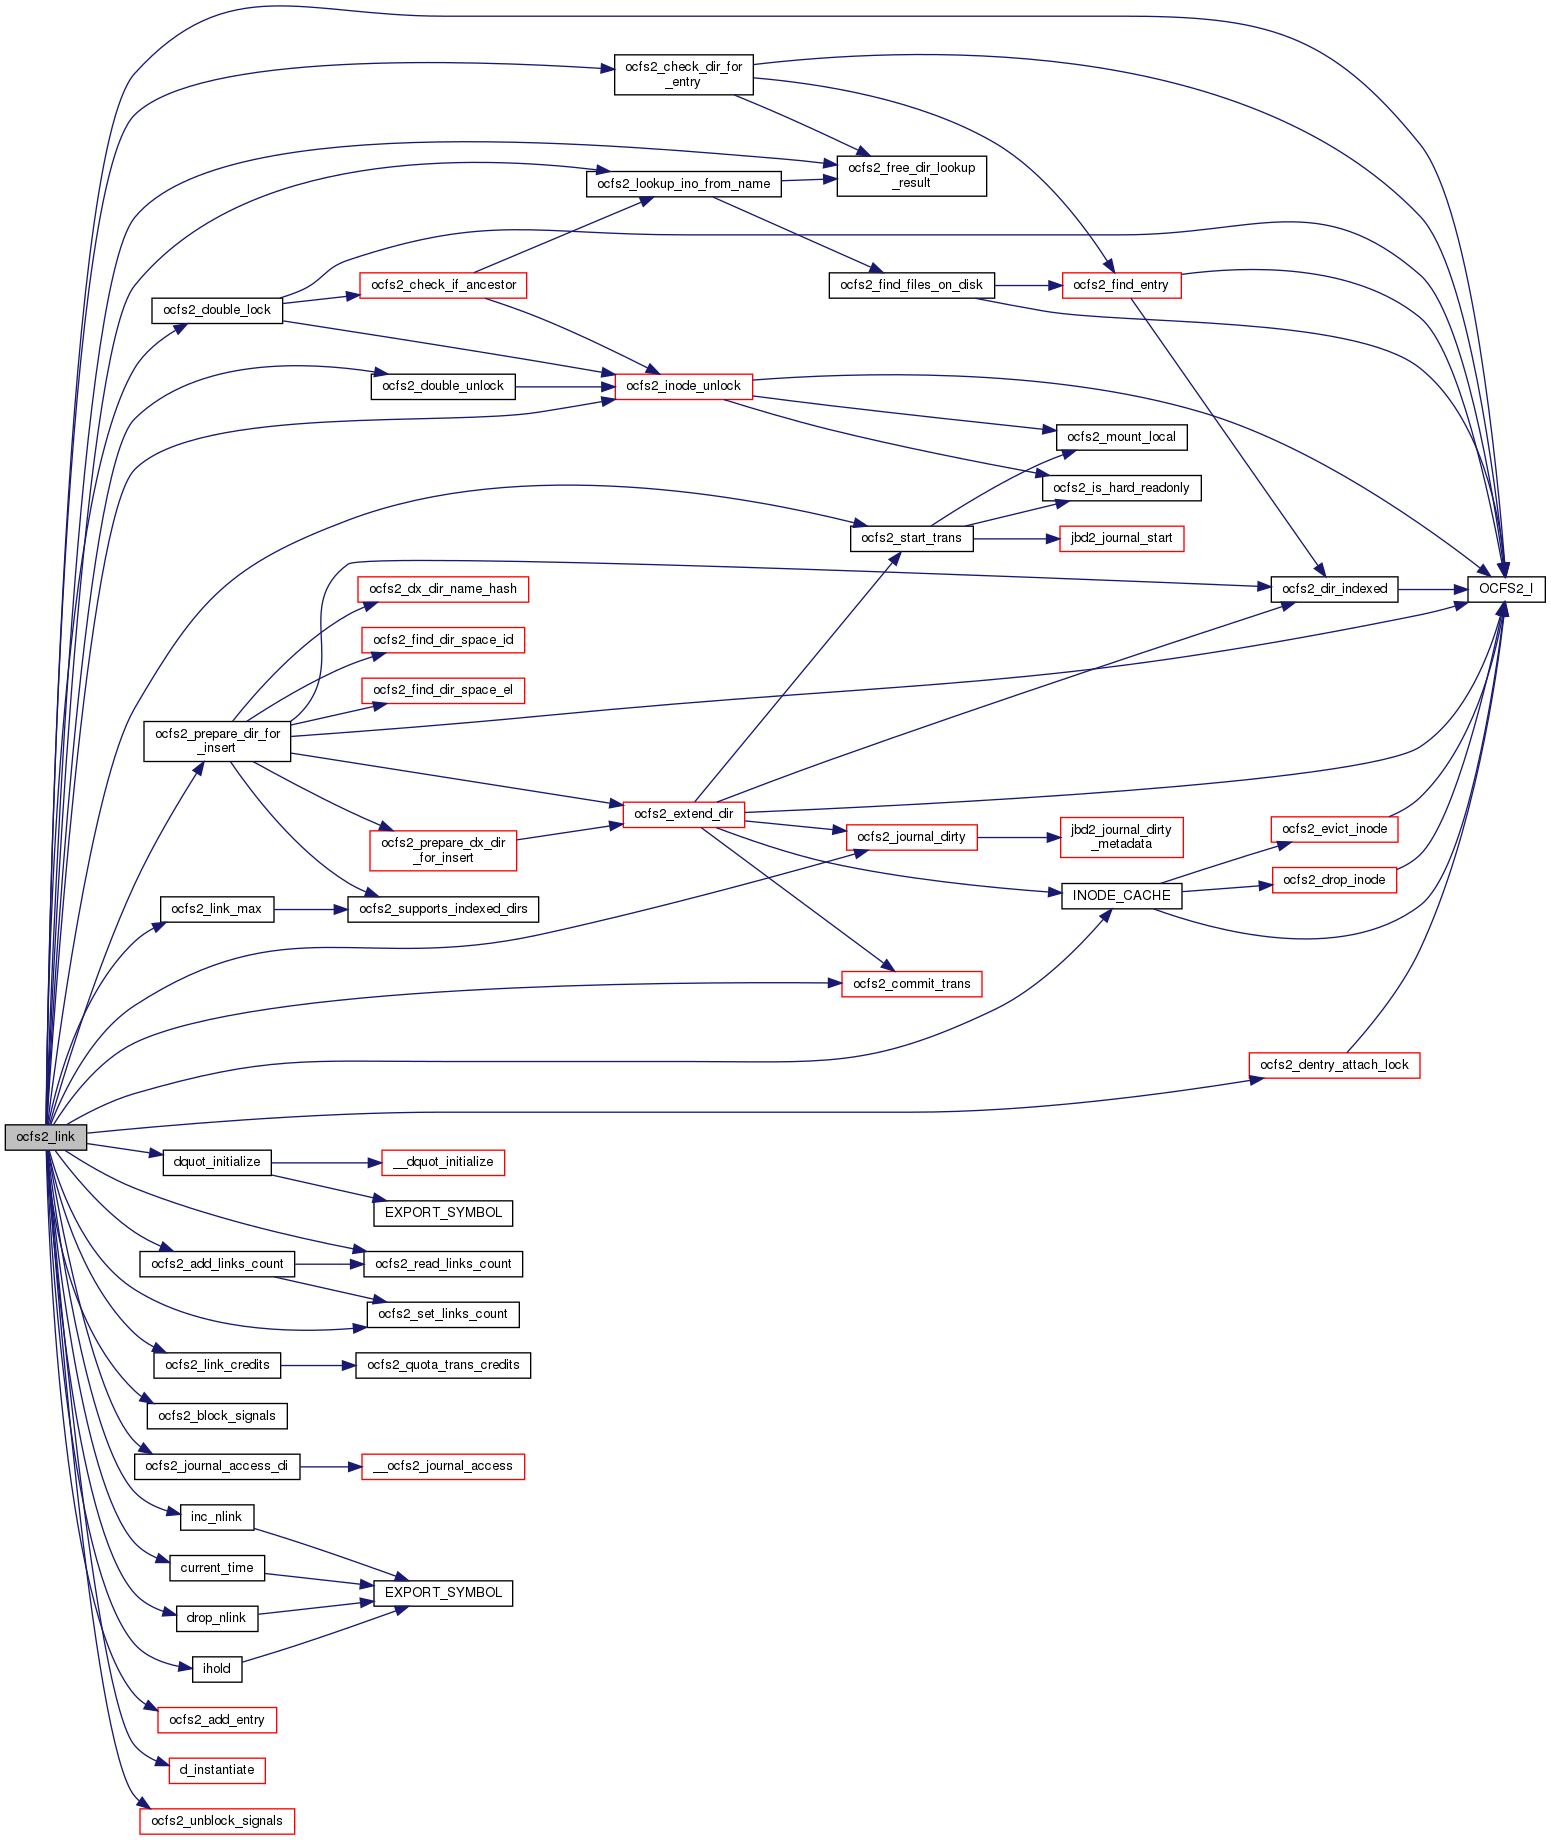 ocfs2_check_dir_for
_entry
ocfs2_free_dir_lookup
_result
ocfs2_lookup_ino_from_name
ocfs2_check_if_ancestor
ocfs2_find_files_on_disk
ocfs2_find_entry
ocfs2_double_lock
ocfs2_double_unlock
ocfs2_inode_unlock
ocfs2_mount_local
ocfs2_is_hard_readonly
ocfs2_start_trans
jbd2_journal_start
ocfs2_dx_dir_name_hash
ocfs2_dir_indexed
OCFS2_I
ocfs2_find_dir_space_id
ocfs2_find_dir_space_el
ocfs2_prepare_dir_for
_insert
ocfs2_extend_dir
ocfs2_prepare_dx_dir
_for_insert
ocfs2_journal_dirty
jbd2_journal_dirty
_metadata
ocfs2_evict_inode
ocfs2_drop_inode
INODE_CACHE
ocfs2_link_max
ocfs2_supports_indexed_dirs
ocfs2_commit_trans
ocfs2_dentry_attach_lock
ocfs2_link
dquot_initialize
__dquot_initialize
EXPORT_SYMBOL
ocfs2_add_links_count
ocfs2_read_links_count
ocfs2_set_links_count
ocfs2_link_credits
ocfs2_quota_trans_credits
ocfs2_block_signals
ocfs2_journal_access_di
__ocfs2_journal_access
inc_nlink
current_time
EXPORT_SYMBOL
drop_nlink
ihold
ocfs2_add_entry
d_instantiate
ocfs2_unblock_signals